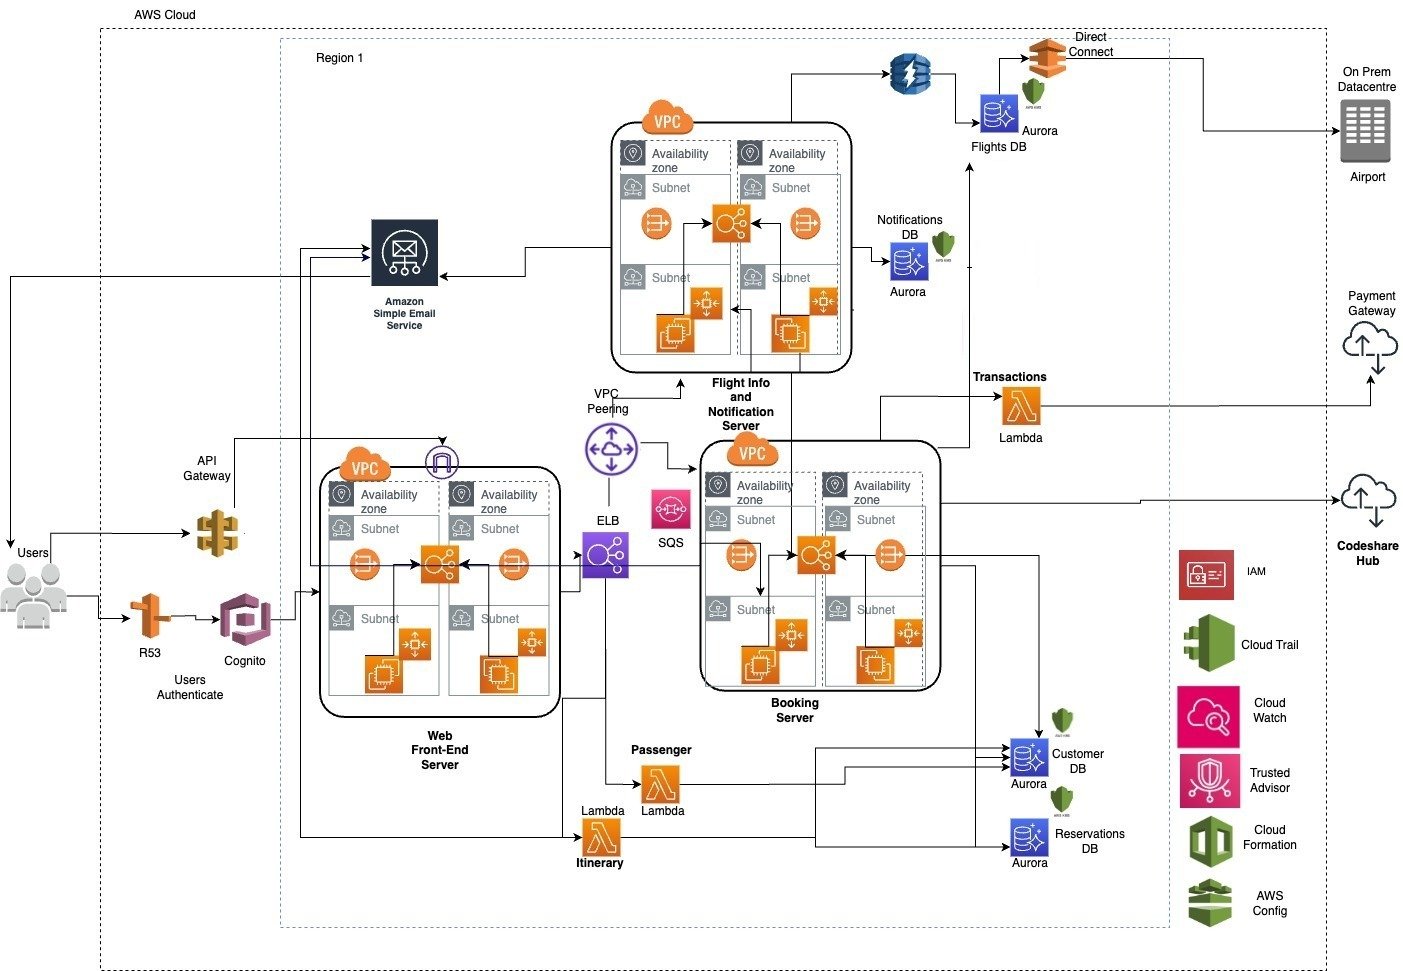 AWS Cloud
Region 1
Direct
Connect
On Prem
Datacentre
Airport
Aurora
Flights DB
VPC
Availability
zone
Availability
zone
Subnet
Subnet
Subnet
Subnet
Notifications
DB
Aurora
Amazon
Simple Email
Service
Payment
Gateway
Flight Info
and
Notification
Server
VPC
Peering
Transactions
Lambda
API
Gateway
VPC
Availability
zone
Availability
zone
Subnet
Subnet
Subnet
Subnet
Web
Front-End
Server
ELB
SQS
VPC
Availability
zone
Availability
zone
Subnet
Subnet
Subnet
Subnet
Booking
Server
Codeshare
Hub
Users
R53
Cognito
Users
Authenticate
IAM
Cloud Trail
Cloud
Watch
Trusted
Advisor
Cloud
Formation
AWS
Config
Passenger
Lambda
Lambda
Itinerary
Customer
DB
Aurora
Reservations
DB
Aurora